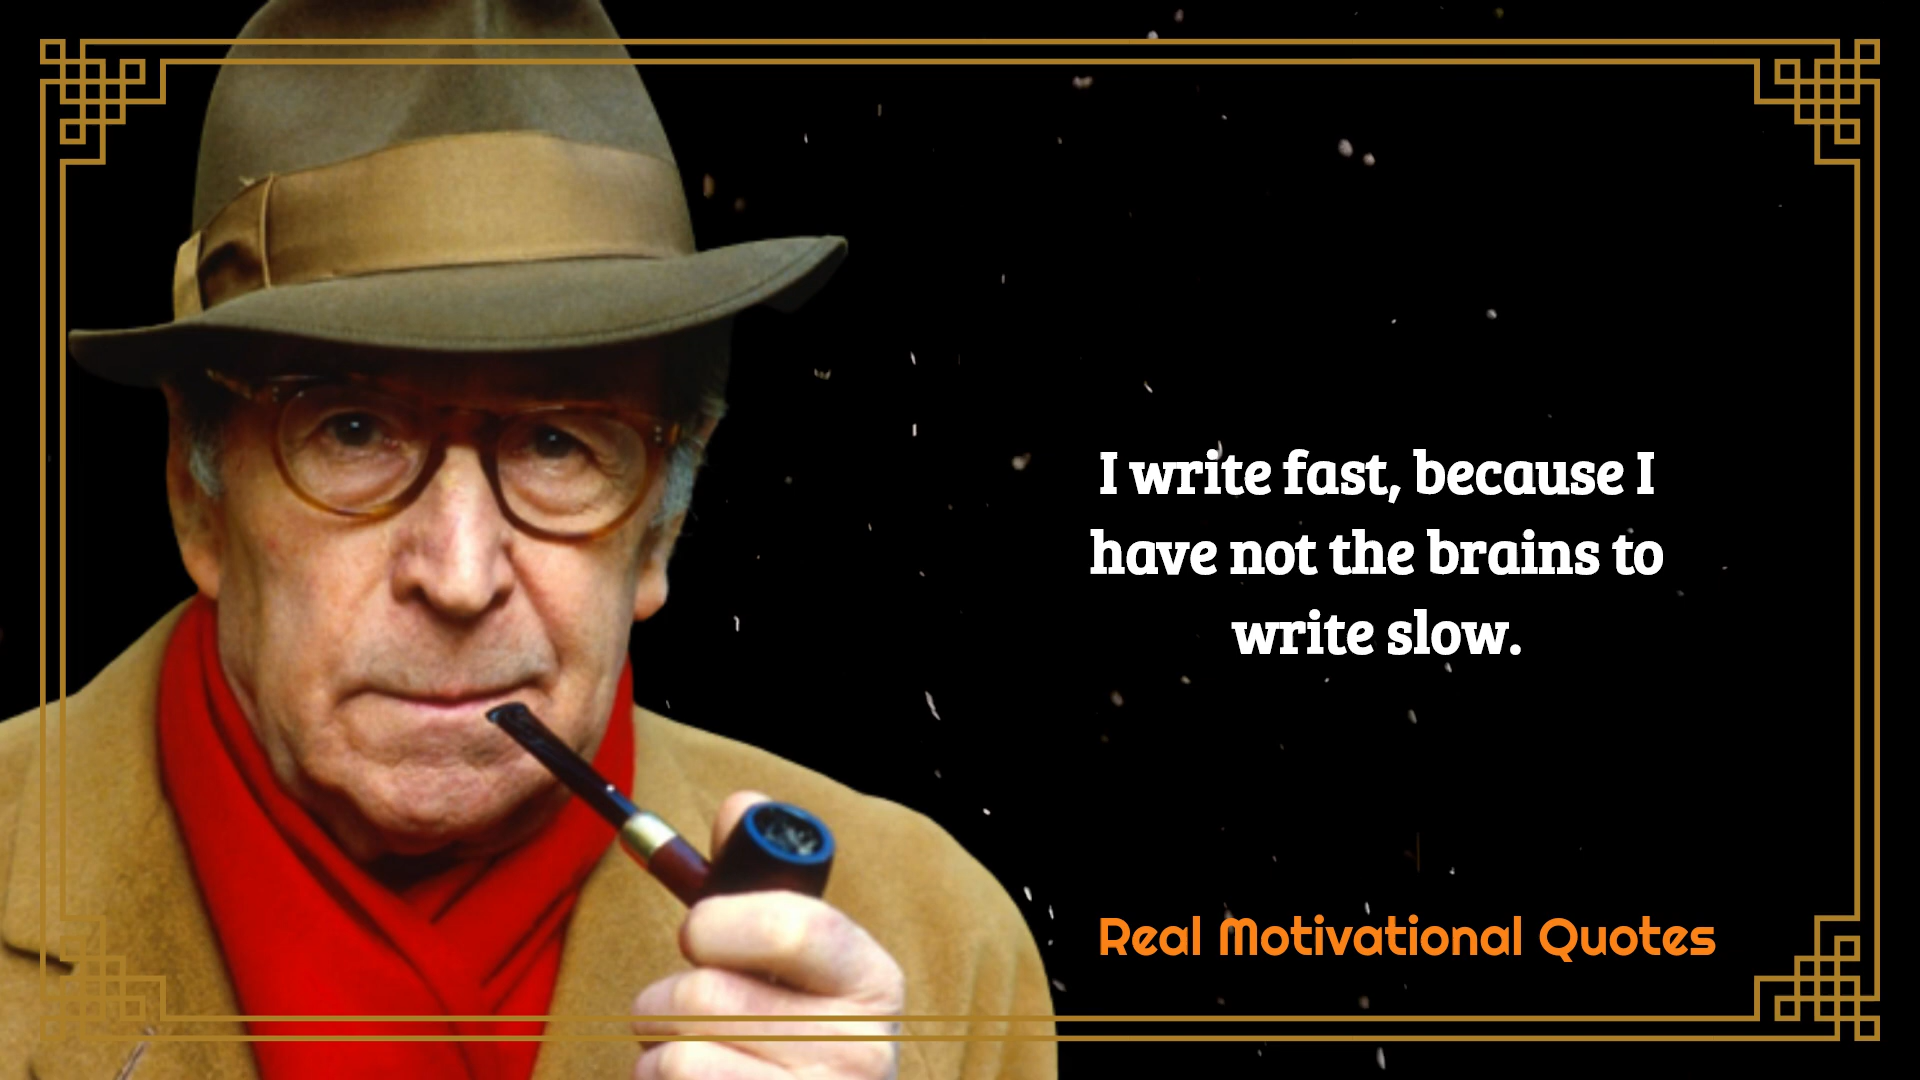 I write fast, because I
have not the brains to
write slow.
Real Motivational Quotes